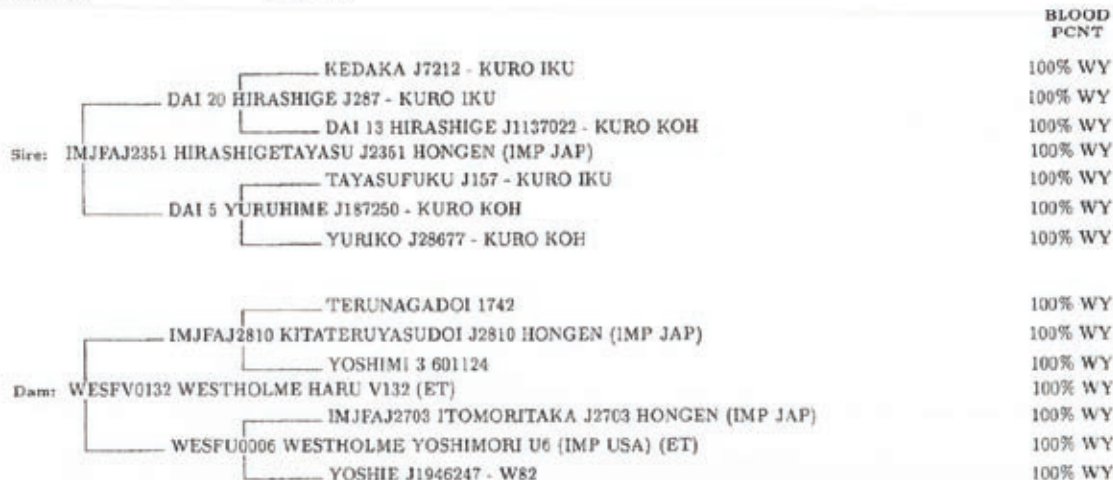 BLOOD
PCNT
KEDAKA J7212 - KURO IKU 100% WY
DAI 20 HIRASHIGE J287 - KURO IKU 100% WY
DAI 13 HIRASHIGE J1137022 - KURO KOH 100% WY
Sire: IMJFAJ2351 HIRASHIGETAYASU J2351 HONGEN (IMP JAP) 100% WY
TAYASUFUKU J157 - KURO IKU 100% WY
DAI 5 YURUHIME J187250 - KURO KOH 100% WY
YURIKO J28677 - KURO KOH 100% WY
TERUNAGADOI 1742 100% WY
IMJFAJ2810 KITATERUYASUDOI J2810 HONGEN (IMP JAP) 100% WY
YOSHIMI 3 601124 100% WY
Dam: WESFV0132 WESTHOLME HARU V132 (ET) 100% WY
IMJFAJ2703 ITOMORITAKA J2703 HONGEN (IMP JAP) 100% WY
WESFU0006 WESTHOLME YOSHIMORI U6 (IMP USA) (ET) 100% WY
YOSHIE J1946247 - W82 100% WY